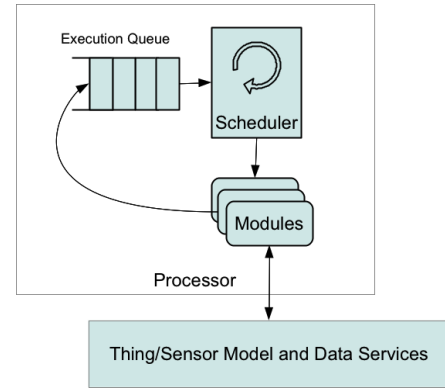 Execution Queue
Scheduler
Modules
Processor
Thing/Sensor Model and Data Services